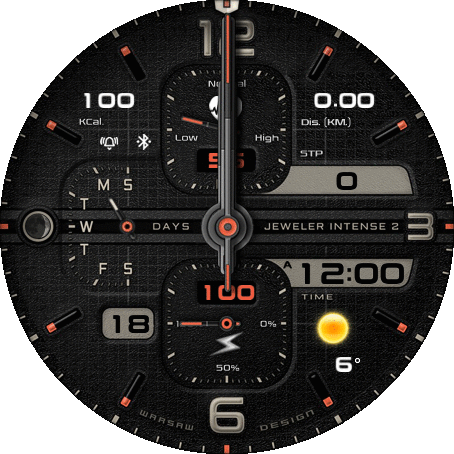 12
Normal
100
0.00
KCal.
Dis. (KM.)
Low
High
STP
0
M S
T
W
DAYS
JEWELER INTENSE 2
3
T
F S
A
12:00
100
TIME
18
0%
50%
6°
6
WARSAW DESIGN